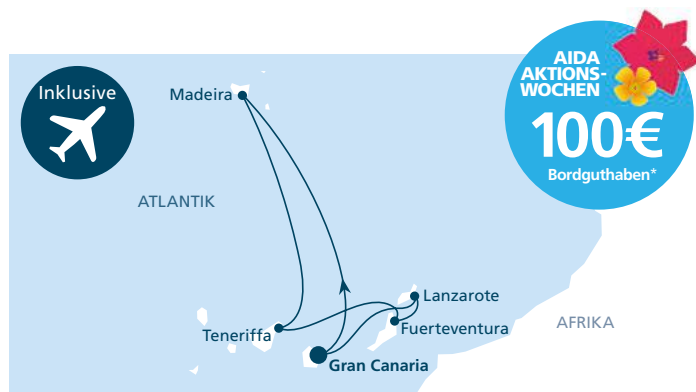 Inklusive
AIDA
AKTIONS-
WOCHEN
100€
Bordguthaben*
Madeira
ATLANTIK
Lanzarote
Teneriffa
Fuerteventura
AFRIKA
Gran Canaria